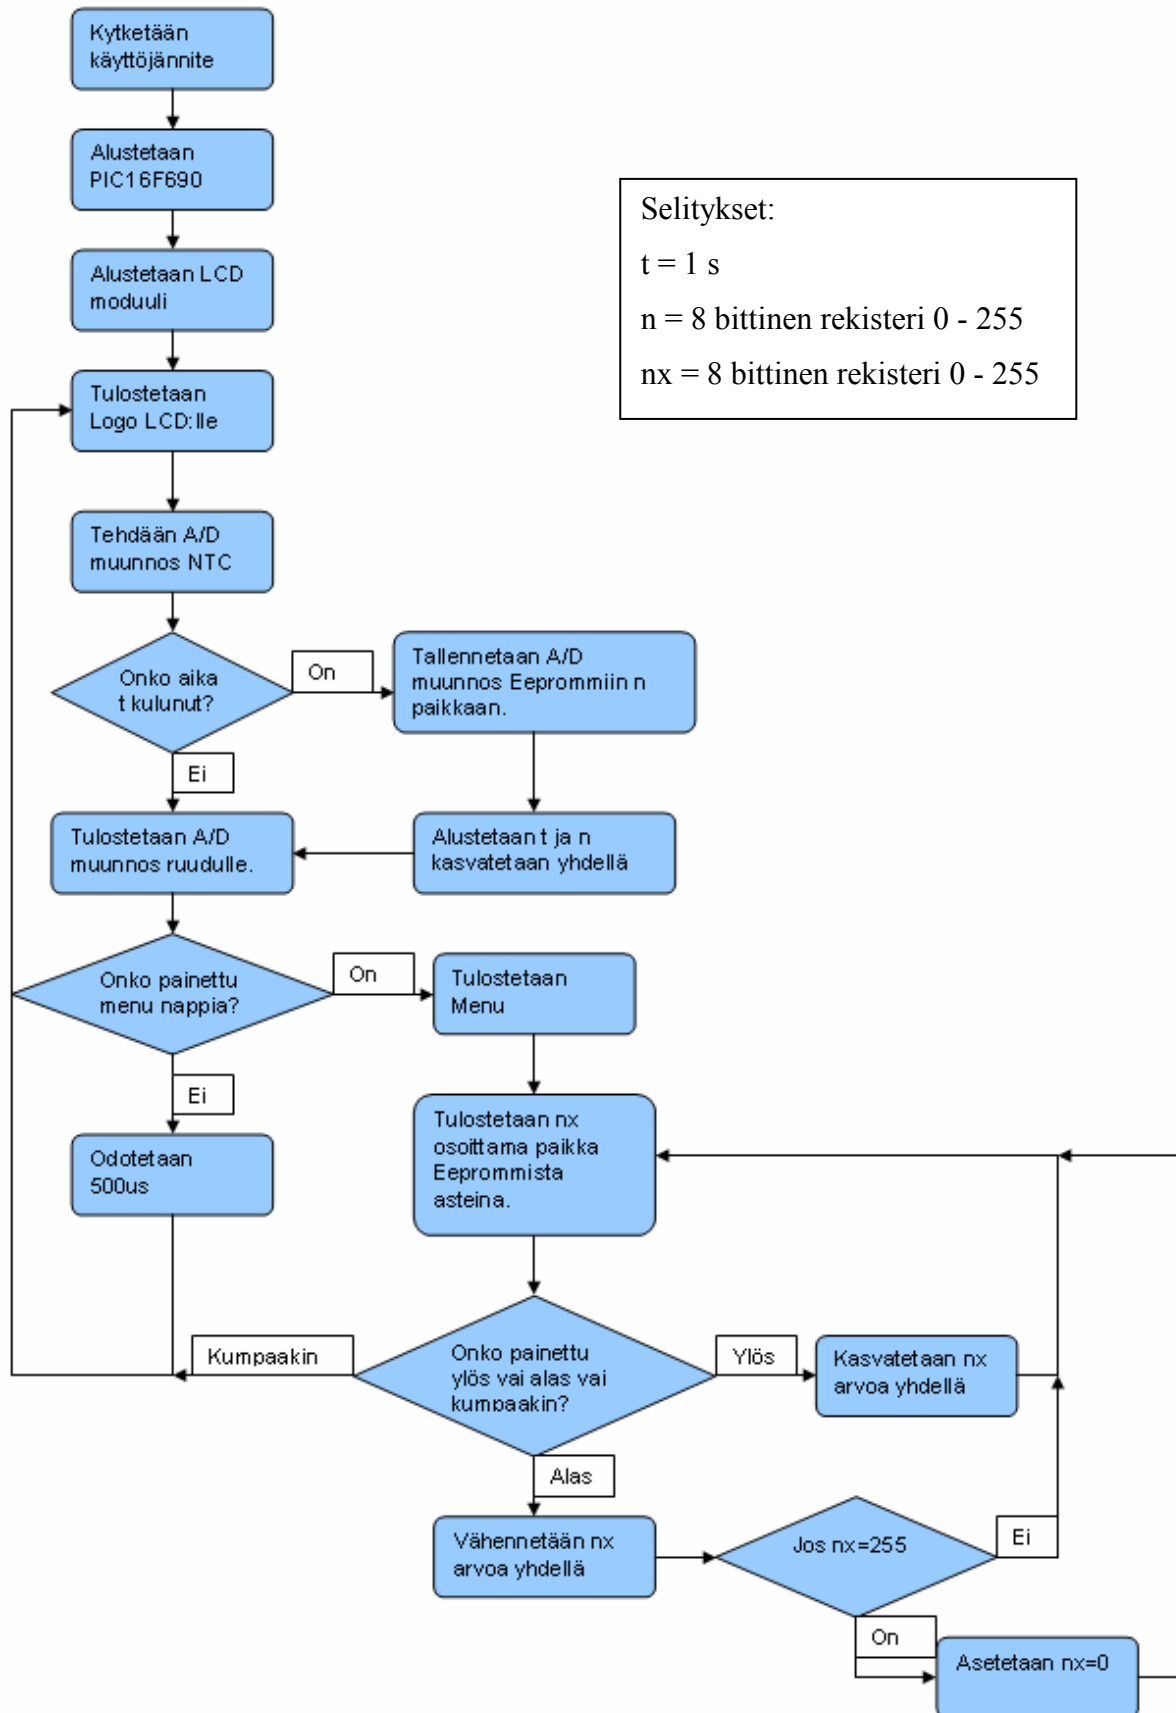 Kytketään
käyttöjännite
Alustetaan
PIC16F690
Alustetaan LCD
moduuli
Selitykset:
t = 1 s
n = 8 bittinen rekisteri 0 - 255
nx = 8 bittinen rekisteri 0 - 255
Tulostetaan
Logo LCD:lle
Tehdään A/D
muunnos NTC
Onko aika
t kulunut?
On
Tallennetaan A/D
muunnos Eeprommiin n
paikkaan.
Ei
Tulostetaan A/D
muunnos ruudulle.
Alustetaan t ja n
kasvatetaan yhdellä
Onko painettu
menu nappia?
On
Tulostetaan
Menu
Ei
Odotetaan
500us
Tulostetaan nx
osoittama paikka
Eeprommista
asteina.
Kumpaakin
Onko painettu
ylös vai alas vai
kumpaakin?
Ylös
Kasvatetaan nx
arvoa yhdellä
Alas
Vähennetään nx
arvoa yhdellä
Jos nx=255
Ei
On
Asetetaan nx=0